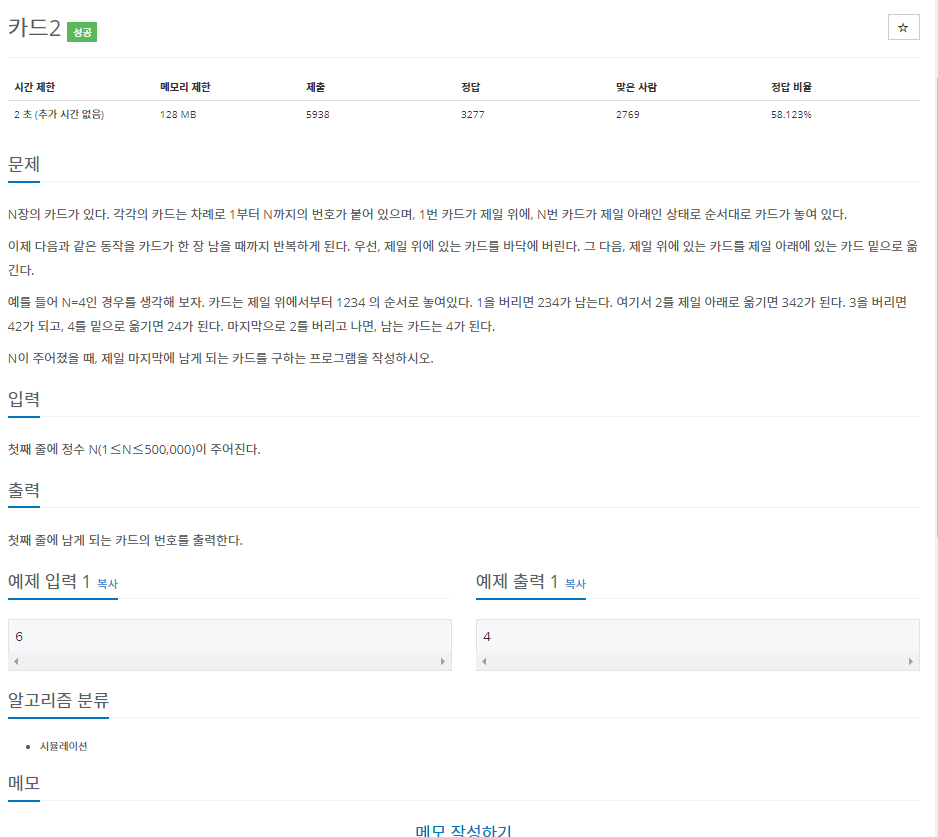 카드2 성공
☆
시간 제한 메모리 제한 제출 정답 맞은 사람 정답 비율
2 초 (추가 시간 없음) 128 MB 5938 3277 2769 58.123%
문제
N장의 카드가 있다. 각각의 카드는 차례로 1부터 N까지의 번호가 붙어 있으며, 1번 카드가 제일 위에, N번 카드가 제일 아래인 상태로 순서대로 카드가 놓여 있다.
이제 다음과 같은 동작을 카드가 한 장 남을 때까지 반복하게 된다. 우선, 제일 위에 있는 카드를 바닥에 버린다. 그 다음, 제일 위에 있는 카드를 제일 아래에 있는 카드 밑으로 옮
긴다.
예를 들어 N=4인 경우를 생각해 보자. 카드는 제일 위에서부터 1234 의 순서로 놓여있다. 1을 버리면 234가 남는다. 여기서 2를 제일 아래로 옮기면 342가 된다. 3을 버리면
42가 되고, 4를 밑으로 옮기면 24가 된다. 마지막으로 2를 버리고 나면, 남는 카드는 4가 된다.
N이 주어졌을 때, 제일 마지막에 남게 되는 카드를 구하는 프로그램을 작성하시오.
입력
첫째 줄에 정수 N(1≤N≤500,000)이 주어진다.
출력
첫째 줄에 남게 되는 카드의 번호를 출력한다.
예제 입력 1 복사
6
예제 출력 1 복사
4
알고리즘 분류
시뮬레이션
메모
메모 작성하기